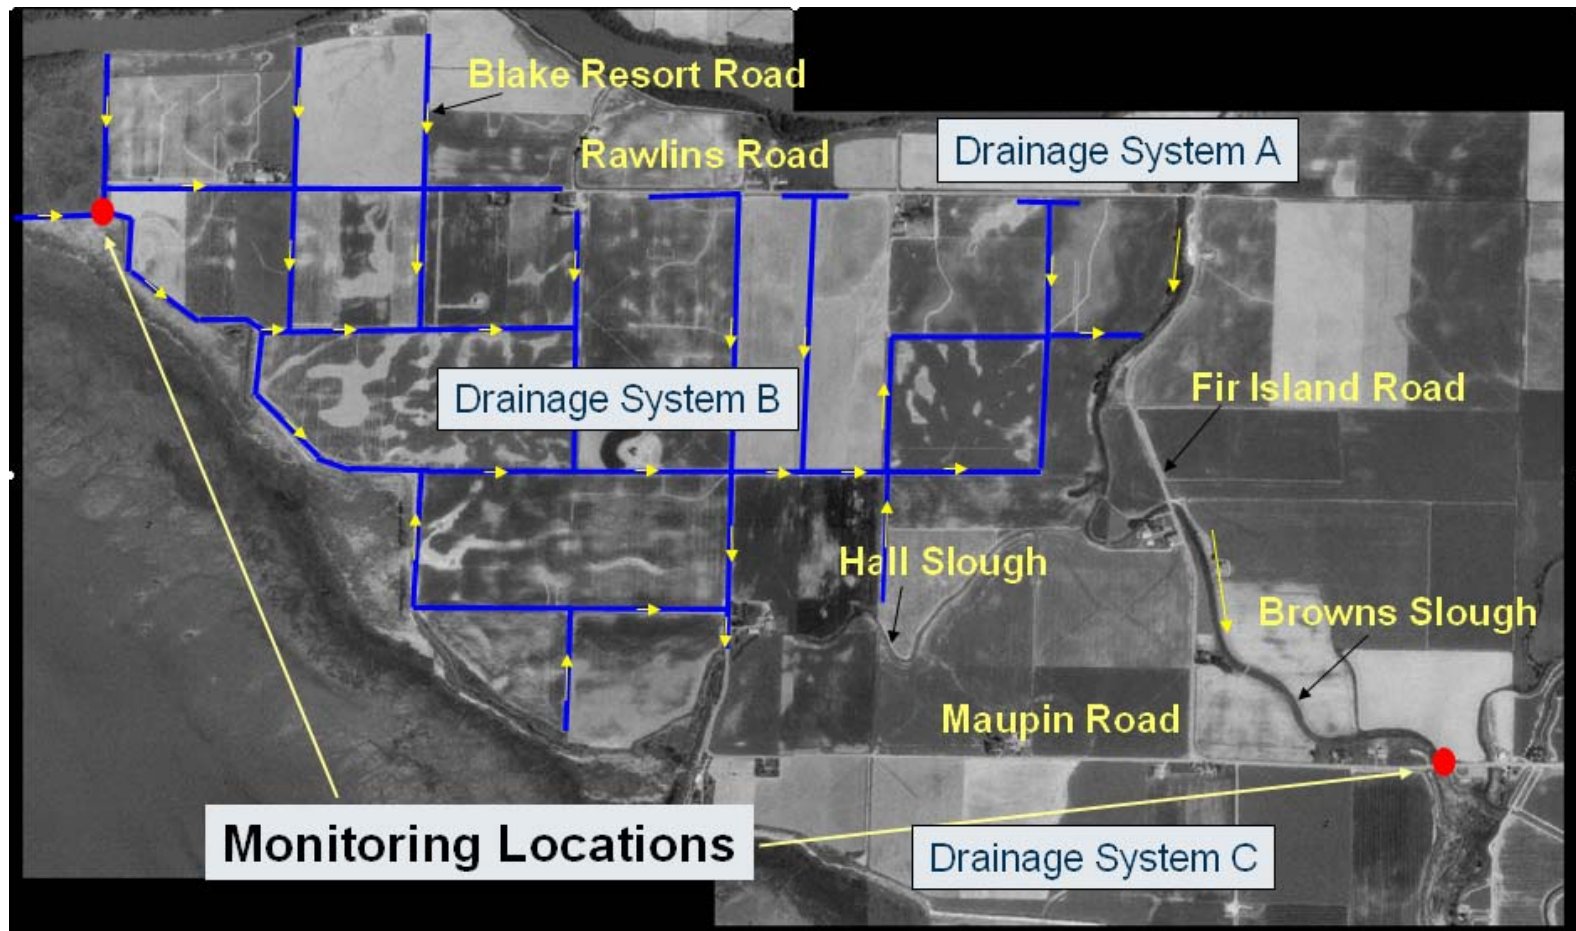 Blake Resort Road
Rawlins Road
Drainage System A
Fir Island Road
Drainage System B
Hall Slough
Browns Slough
Maupin Road
Monitoring Locations
Drainage System C